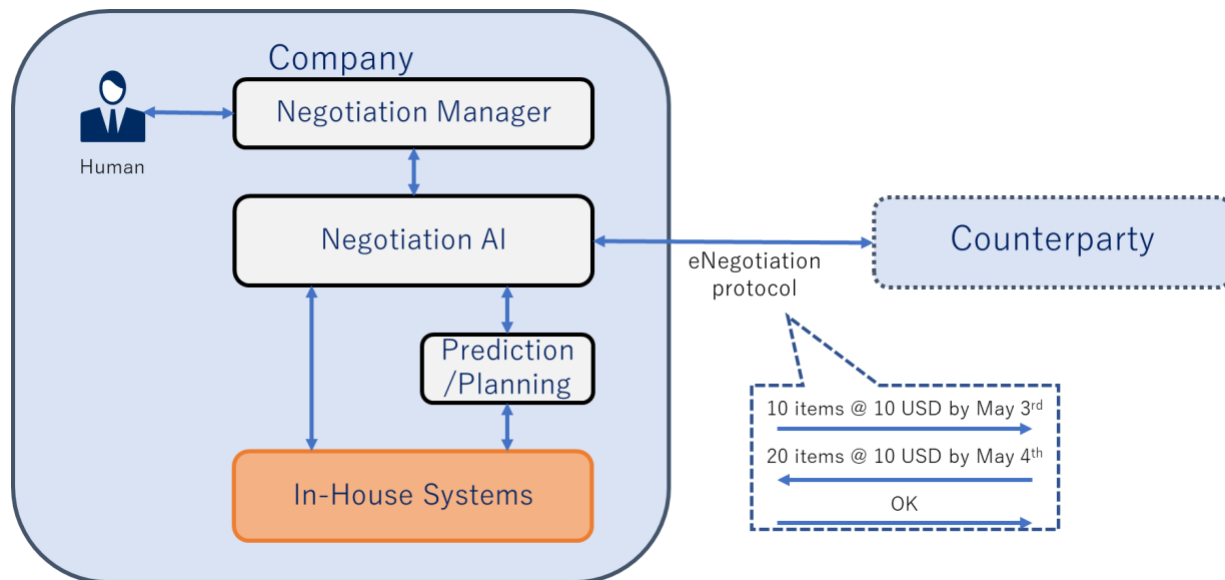 Company
Human
Negotiation Manager
Negotiation AI
Prediction
/Planning
In-House Systems
eNegotiation
protocol
Counterparty
10 items @ 10 USD by May 3rd
20 items @ 10 USD by May 4th
OK